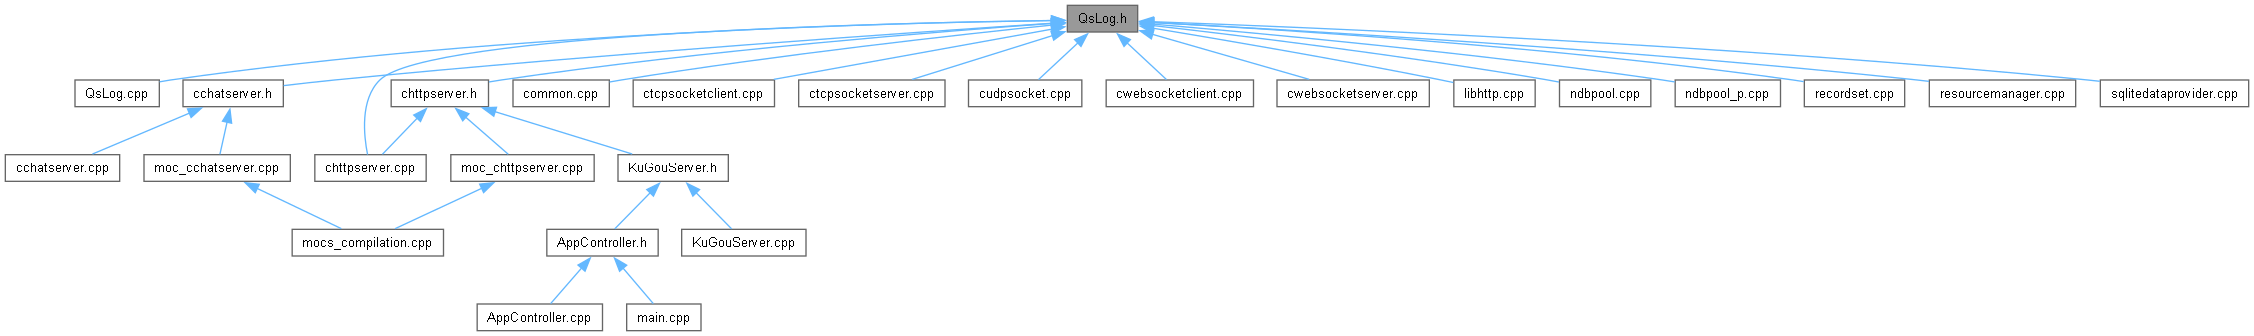 QsLog.h
QsLog.cpp
cchatserver.h
chttpserver.h
common.cpp
ctcpsocketclient.cpp
ctcpsocketserver.cpp
cudpsocket.cpp
cwebsocketclient.cpp
cwebsocketserver.cpp
libhttp.cpp
ndbpool.cpp
ndbpool_p.cpp
recordset.cpp
resourcemanager.cpp
sqlitedataprovider.cpp
cchatserver.cpp
moc_cchatserver.cpp
chttpserver.cpp
moc_chttpserver.cpp
KuGouServer.h
mocs_compilation.cpp
AppController.h
KuGouServer.cpp
AppController.cpp
main.cpp